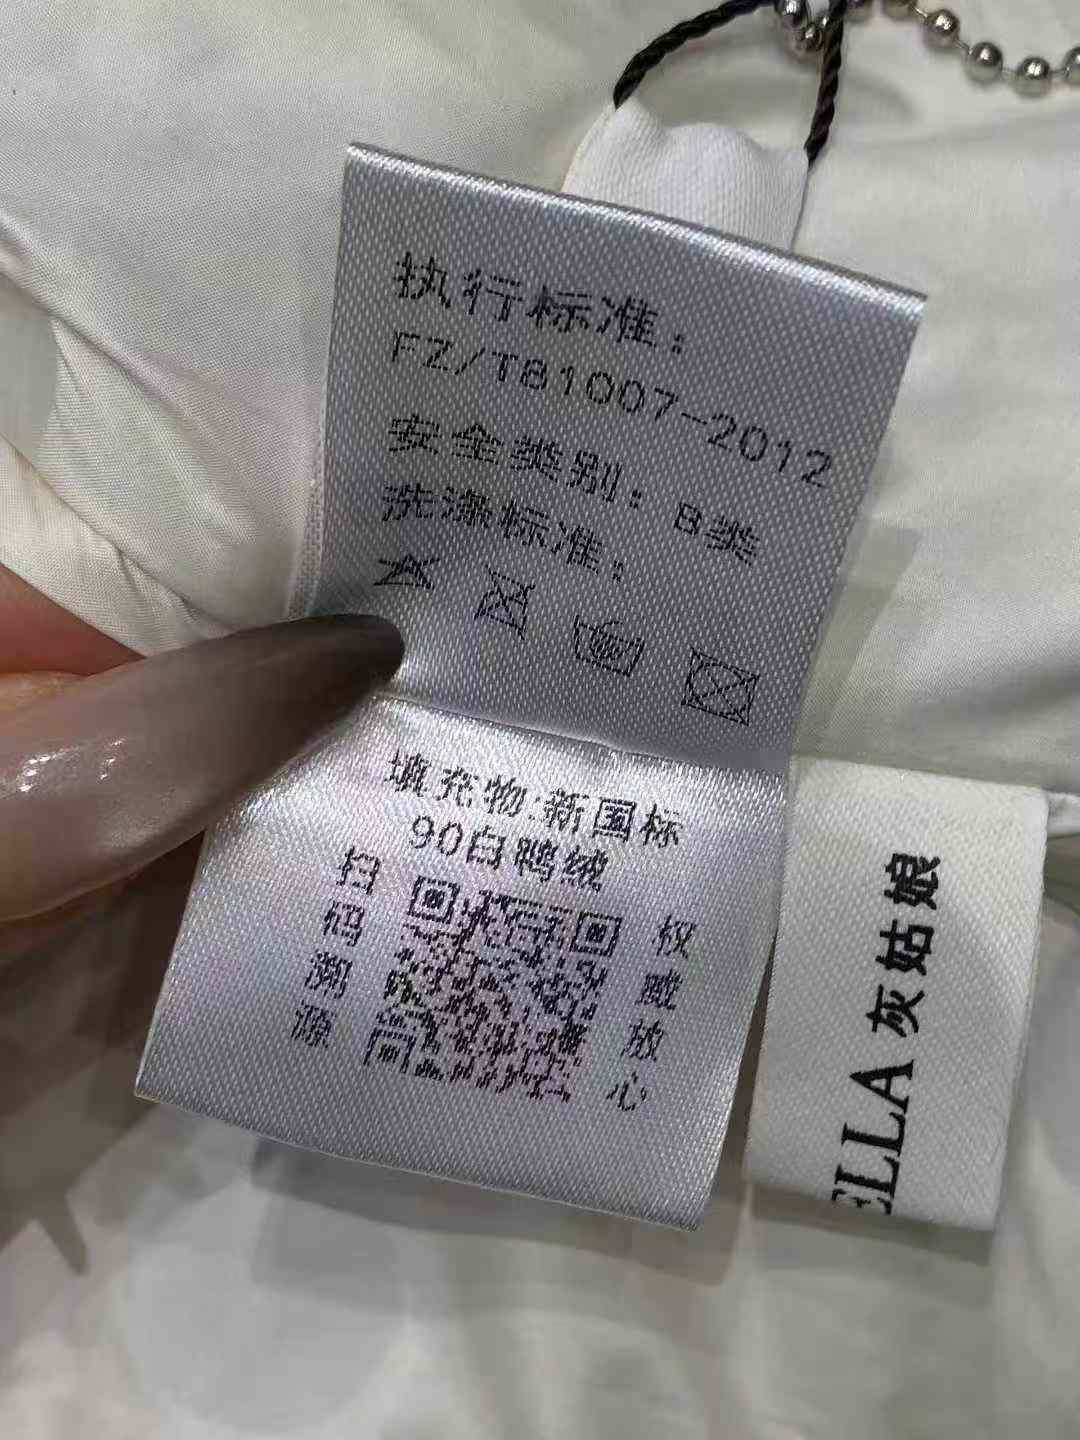 执行标准：
FZ/T81007-2012
安全类别：B类
洗涤标准：
填充物:新国标
90白鸭绒
扫码溯源
权威放心
ELLA 灰姑娘